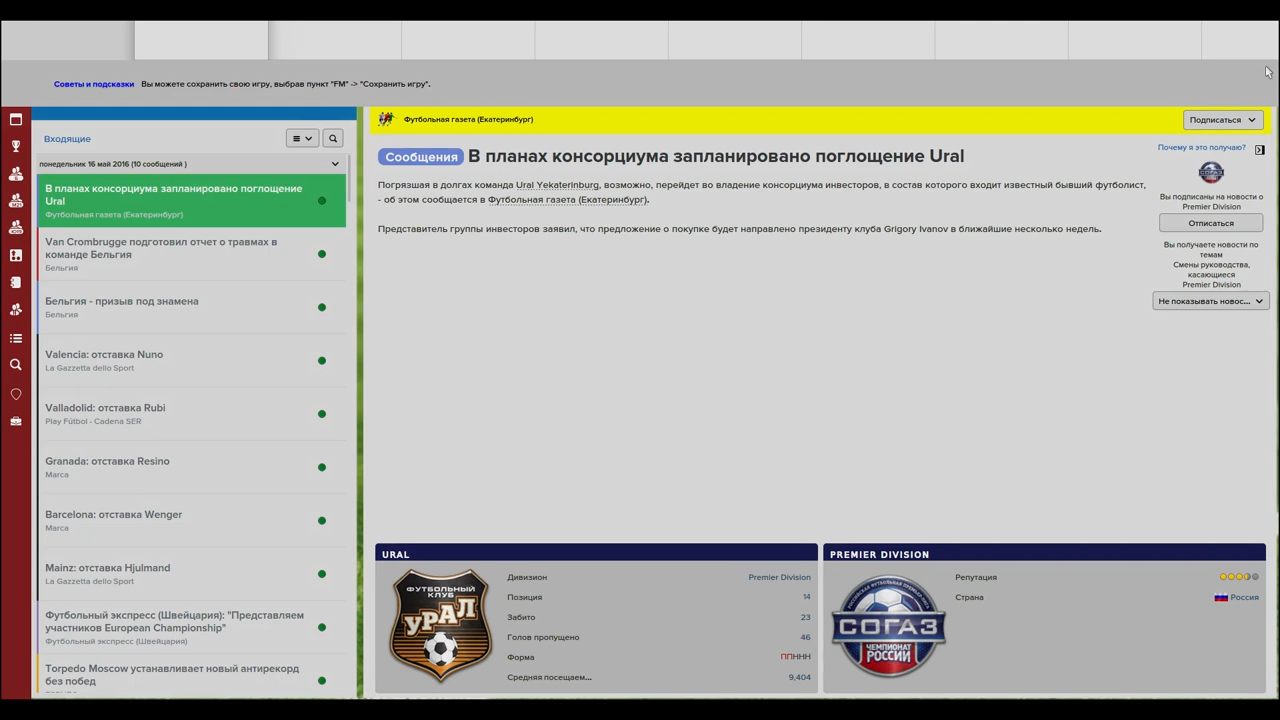 Советы и подсказки Вы можете сохранить свою игру, выбрав пункт "FM" -> "Сохранить игру".
Входящие
понедельник 16 май 2016 (10 сообщений )
В планах консорциума запланировано поглощение
Ural
Футбольная газета (Екатеринбург)
Van Crombrugge подготовил отчет о травмах в
команде Бельгия
Бельгия
Бельгия - призыв под знамена
Бельгия
Valencia: отставка Nuno
La Gazzetta dello Sport
Valladolid: отставка Rubi
Play Fútbol - Cadena SER
Granada: отставка Resino
Marca
Barcelona: отставка Wenger
Marca
Mainz: отставка Hjulmand
La Gazzetta dello Sport
Футбольный экспресс (Швейцария): "Представляем
участников European Championship"
Футбольный экспресс (Швейцария)
Torpedo Moscow устанавливает новый антирекорд
без побед
Футбольная газета (Екатеринбург)
Подписаться
Сообщения В планах консорциума запланировано поглощение Ural
Погрязшая в долгах команда Ural Yekaterinburg, возможно, перейдет во владение консорциума инвесторов, в состав которого входит известный бывший футболист,
- об этом сообщается в Футбольная газета (Екатеринбург).
Представитель группы инвесторов заявил, что предложение о покупке будет направлено президенту клуба Grigory Ivanov в ближайшие несколько недель.
Почему я это получаю?
Вы подписаны на новости о
Premier Division
Отписаться
Вы получаете новости по
темам
Смены руководства,
касающиеся
Premier Division
Не показывать новос...
URAL
ФУТБОЛЬНЫЙ
КЛУБ
УРАЛ
Дивизион Premier Division
Позиция 14
Забито 23
Голов пропущено 46
Форма ППННН
Средняя посещаем... 9,404
PREMIER DIVISION
СОГАЗ
ЧЕМПИОНАТ
РОССИИ
Репутация
Страна Россия